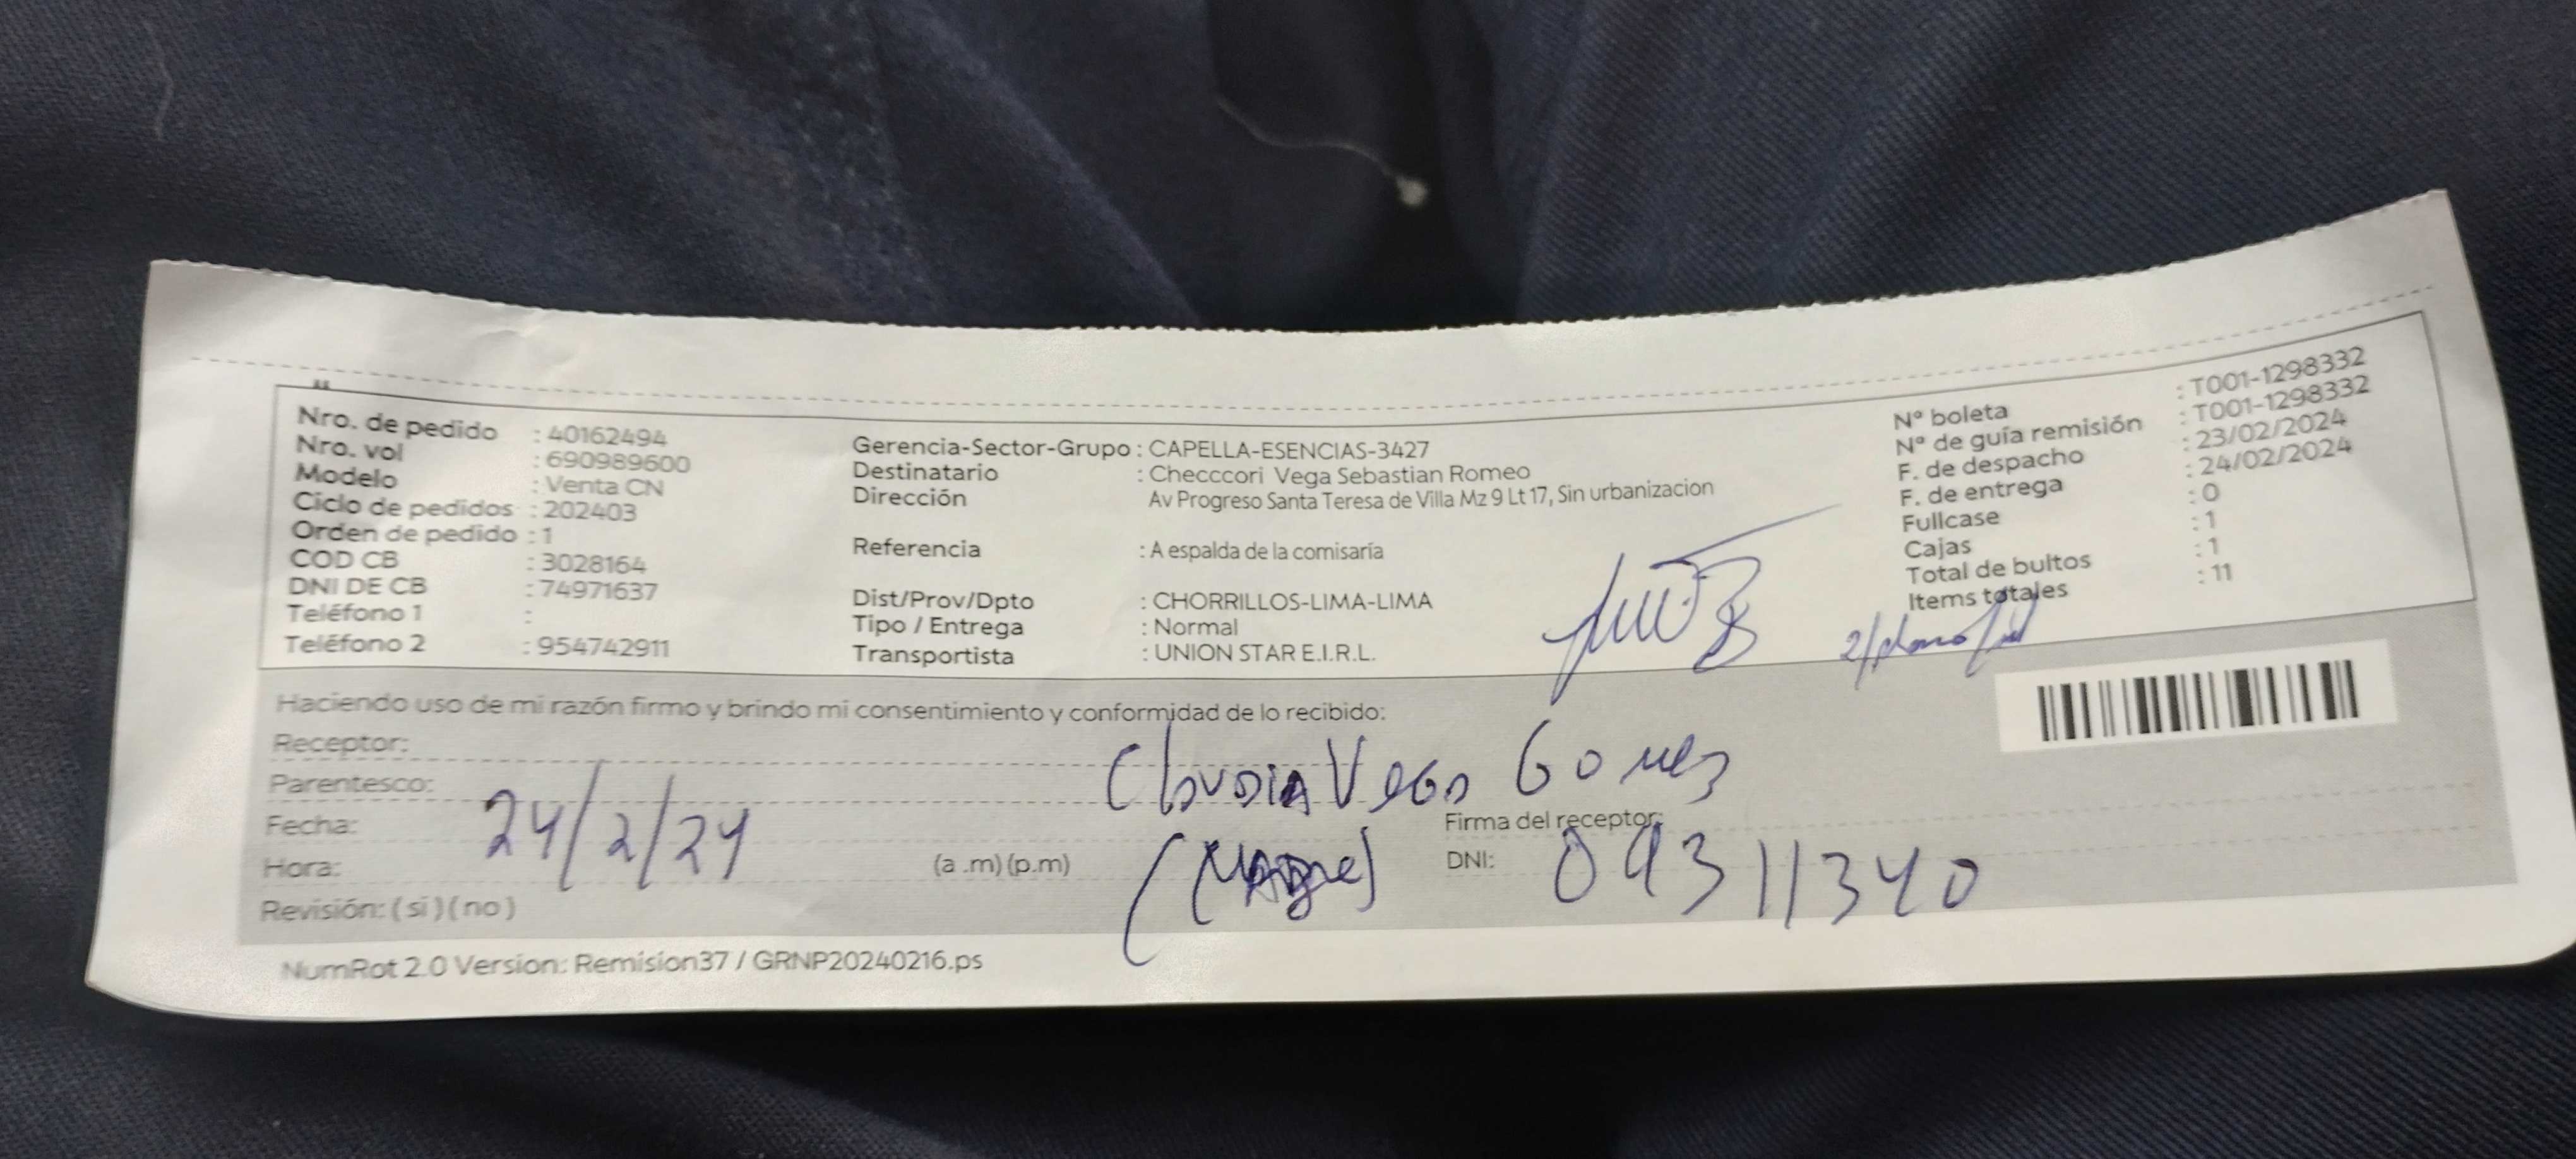 Nro. de pedido : 40162494
Nro. vol : 690989600
Modelo : Venta CN
Ciclo de pedidos : 202403
Orden de pedido : 1
COD CB : 3028164
DNI DE CB : 74971637
Teléfono 1 :
Teléfono 2 : 954742911
Gerencia-Sector-Grupo : CAPELLA-ESENCIAS-3427
Destinatario : Checccori Vega Sebastian Romeo
Dirección Av Progreso Santa Teresa de Villa Mz 9 Lt 17, Sin urbanizacion
Referencia : A espalda de la comisaría
Dist/Prov/Dpto : CHORRILLOS-LIMA-LIMA
Tipo / Entrega : Normal
Transportista : UNION STAR E.I.R.L.
N° boleta : T001-1298332
N° de guía remisión : T001-1298332
F. de despacho : 23/02/2024
F. de entrega : 24/02/2024
Fullcase : 0
Cajas : 1
Total de bultos : 1
Items totales : 11
Haciendo uso de mi razón firmo y brindo mi consentimiento y conformidad de lo recibido:
Receptor: Claudia Vega Gomez
Parentesco:
Fecha: 24/2/24
Firma del receptor:
Hora: (a .m) (p.m) (Madre) DNI: 09311340
Revisión: ( si ) ( no )
NumRot 2.0 Version: Remision37 / GRNP20240216.ps